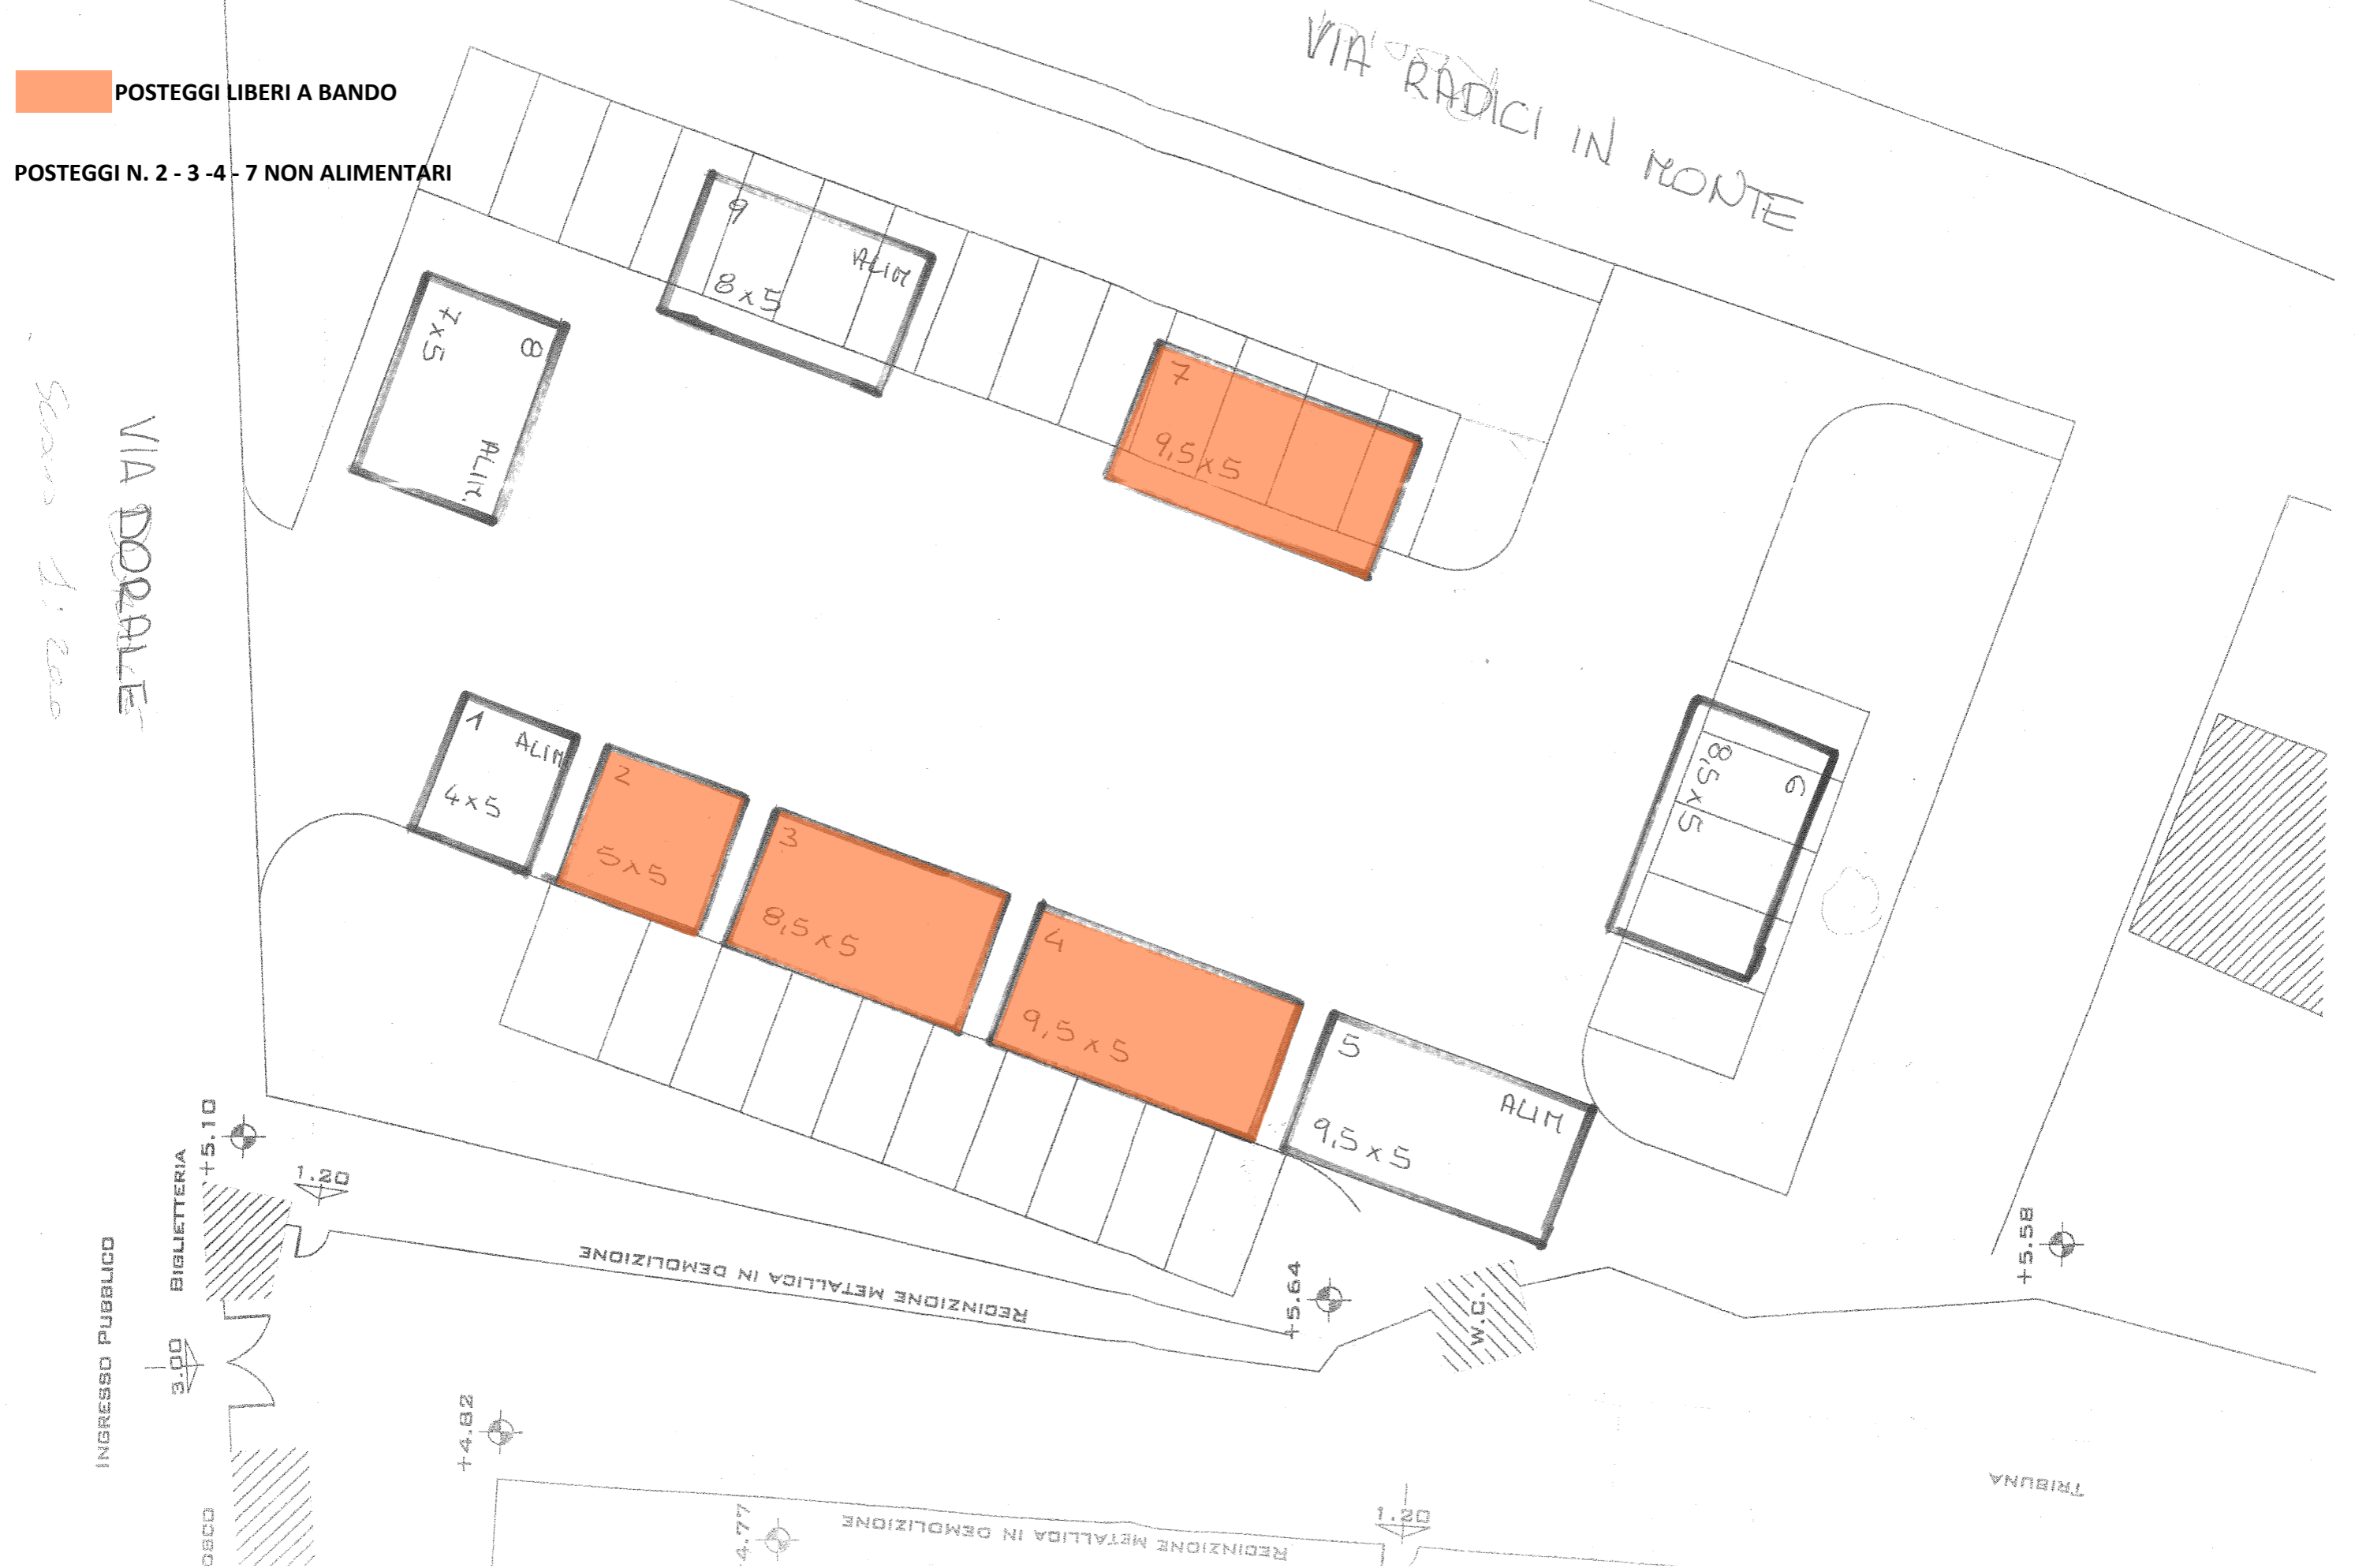 POSTEGGI LIBERI A BANDO
POSTEGGI N. 2 - 3 -4 - 7 NON ALIMENTARI
VIA RADICI IN MONTE
VIA DORALE
9
ALIM
8x5
7x5
8
ALIM.
7
9,5x5
1
ALIM
4x5
2
5x5
3
8,5x5
4
9,5x5
5
ALIM
9,5x5
6
8,5x5
+5.10
1.20
BIGLIETTERIA
INGRESSO PUBBLICO
3.00
RECINZIONE METALLICA IN DEMOLIZIONE
+5.64
W.C.
+5.58
+4.82
4.77
RECINZIONE METALLICA IN DEMOLIZIONE
1.20
TRIBUNA